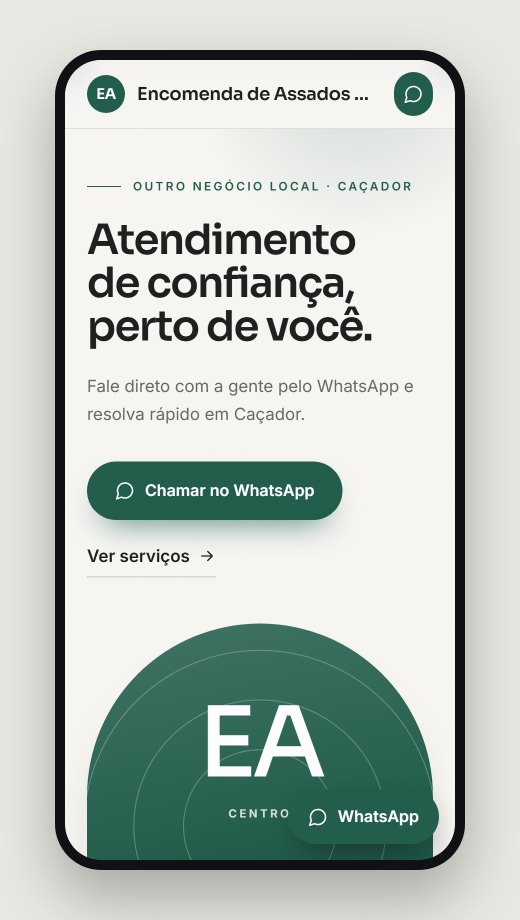 EA Encomenda de Assados ...
OUTRO NEGÓCIO LOCAL · CAÇADOR
Atendimento
de confiança,
perto de você.
Fale direto com a gente pelo WhatsApp e
resolva rápido em Caçador.
Chamar no WhatsApp
Ver serviços →
EA
CENTRO
WhatsApp